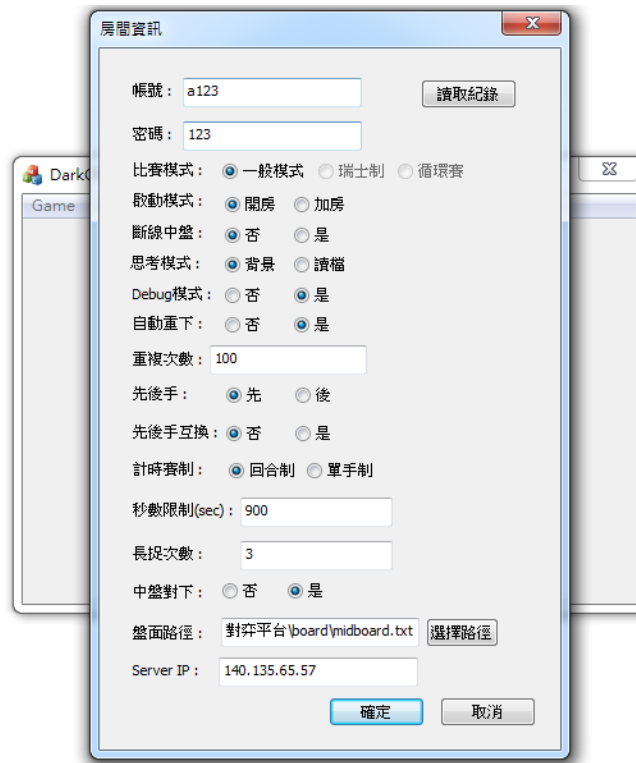 房間資訊
帳號： a123 讀取紀錄
密碼： 123
比賽模式： 一般模式 瑞士制 循環賽
啟動模式： 開房 加房
斷線中盤： 否 是
思考模式： 背景 讀檔
Debug模式： 否 是
自動重下： 否 是
重複次數： 100
先後手： 先 後
先後手互換： 否 是
計時賽制： 回合制 單手制
秒數限制(sec)： 900
長捉次數： 3
中盤對下： 否 是
盤面路徑： 對弈平台\board\midboard.txt 選擇路徑
Server IP： 140.135.65.57
確定 取消
Dark
Game